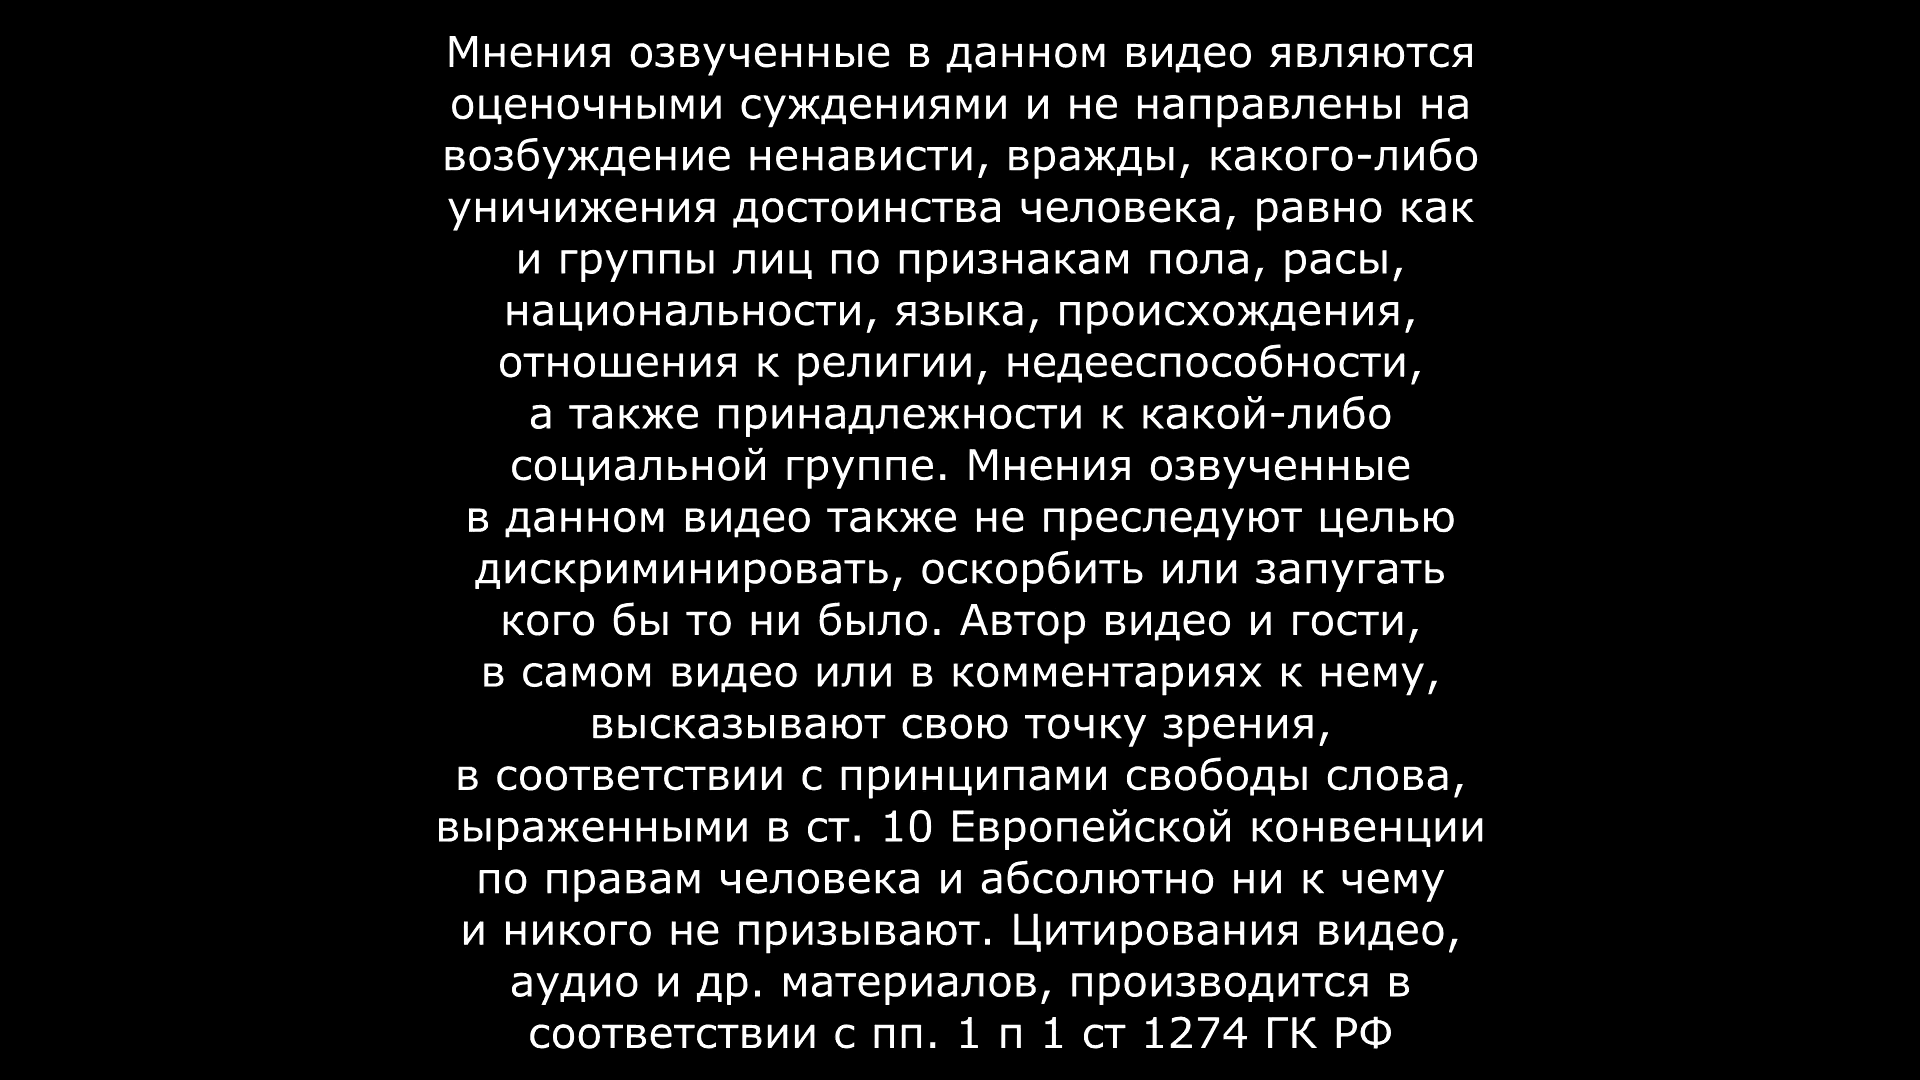 Мнения озвученные в данном видео являются
оценочными суждениями и не направлены на
возбуждение ненависти, вражды, какого-либо
уничижения достоинства человека, равно как
и группы лиц по признакам пола, расы,
национальности, языка, происхождения,
отношения к религии, недееспособности,
а также принадлежности к какой-либо
социальной группе. Мнения озвученные
в данном видео также не преследуют целью
дискриминировать, оскорбить или запугать
кого бы то ни было. Автор видео и гости,
в самом видео или в комментариях к нему,
высказывают свою точку зрения,
в соответствии с принципами свободы слова,
выраженными в ст. 10 Европейской конвенции
по правам человека и абсолютно ни к чему
и никого не призывают. Цитирования видео,
аудио и др. материалов, производится в
соответствии с пп. 1 п 1 ст 1274 ГК РФ